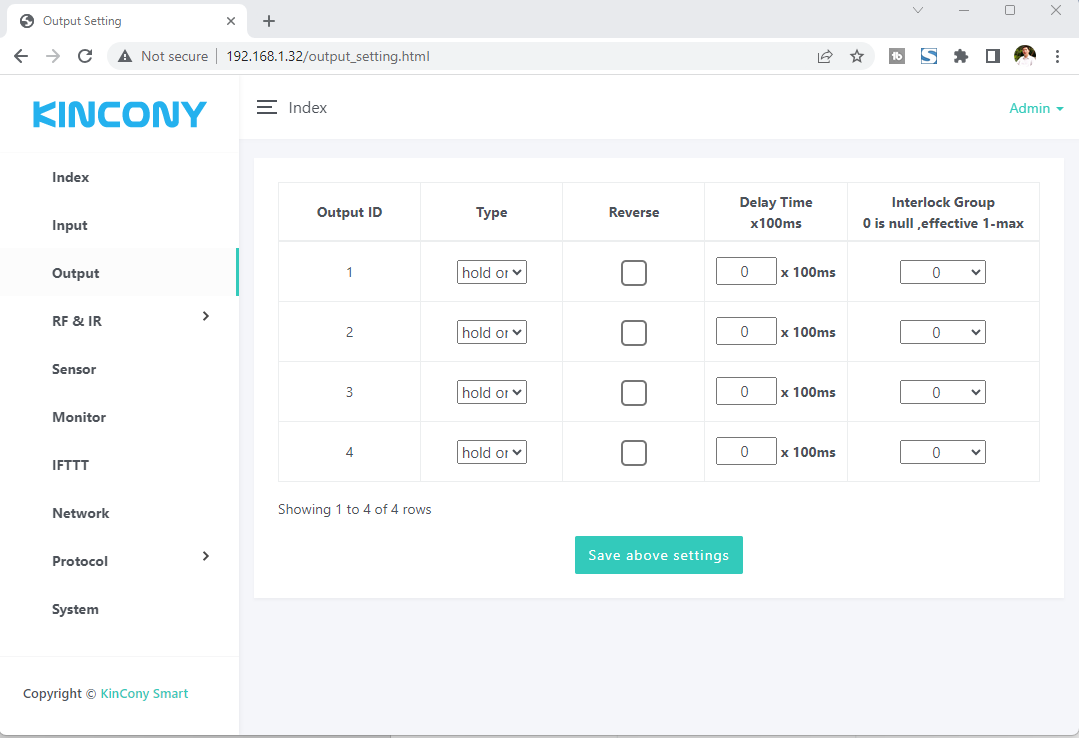 Output Setting
Not secure 192.168.1.32/output_setting.html
KINCONY
Index
Input
Output
RF & IR
Sensor
Monitor
IFTTT
Network
Protocol
System
Copyright © KinCony Smart
Index
Admin
Output ID Type Reverse Delay Time x100ms Interlock Group 0 is null ,effective 1-max
1 hold or 0 x 100ms 0
2 hold or 0 x 100ms 0
3 hold or 0 x 100ms 0
4 hold or 0 x 100ms 0
Showing 1 to 4 of 4 rows
Save above settings